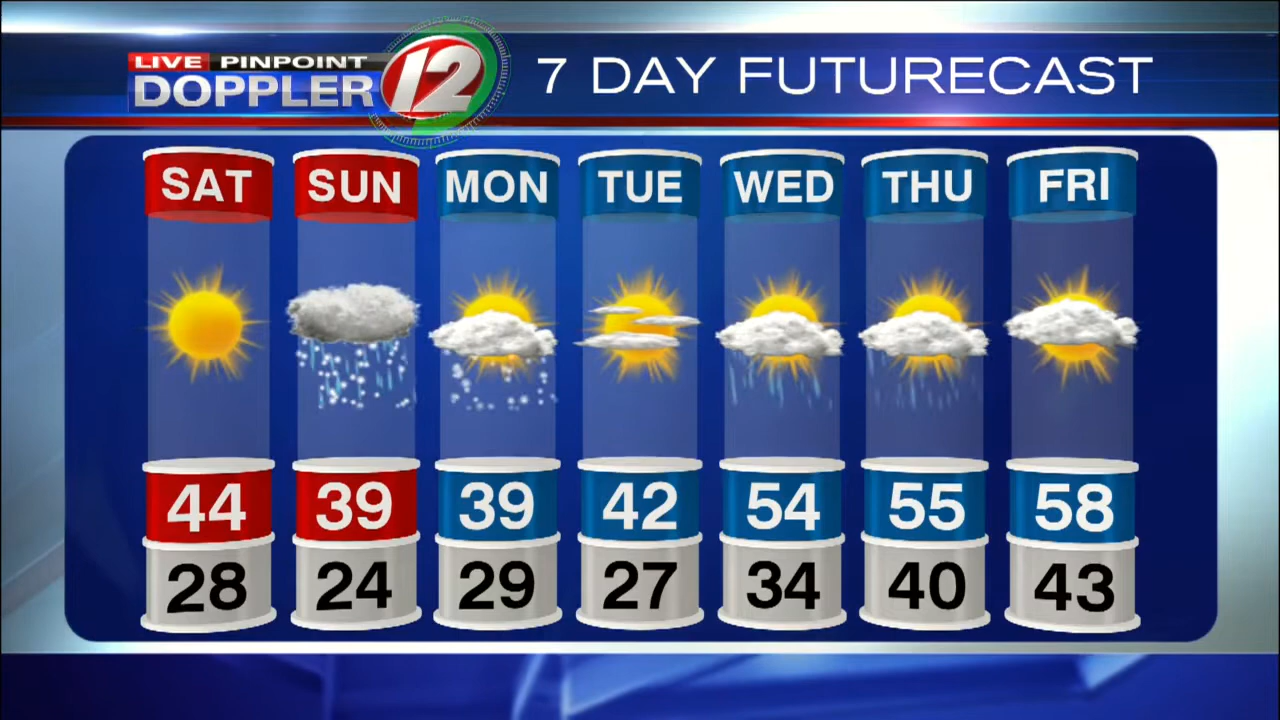 LIVE PINPOINT
DOPPLER 12
7 DAY FUTURECAST
SAT SUN MON TUE WED THU FRI
44 39 39 42 54 55 58
28 24 29 27 34 40 43